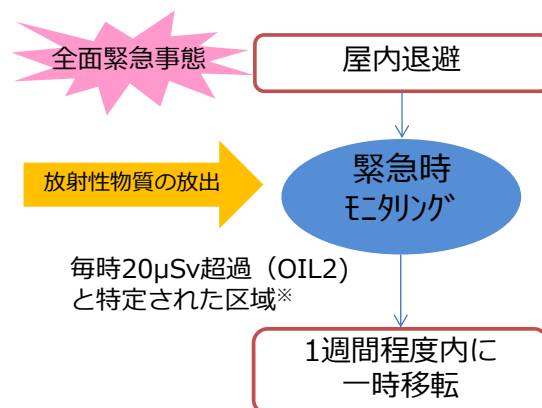 全面緊急事態
屋内退避
放射性物質の放出
緊急時
ﾓﾆﾀﾘﾝｸﾞ
毎時20μSv超過（OIL2)
と特定された区域※
1週間程度内に
一時移転